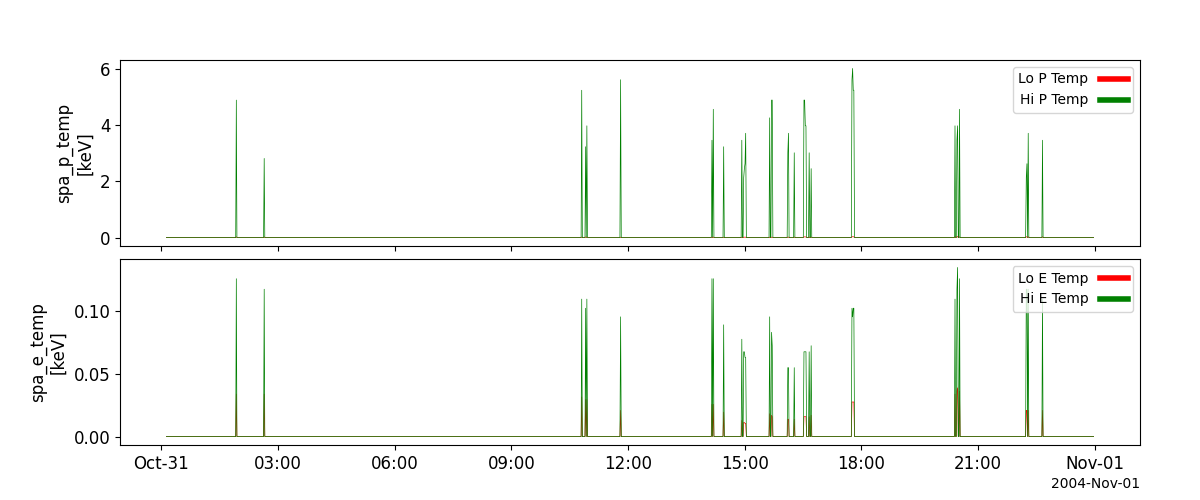 6
4
2
0
spa_p_temp
[keV]
Lo P Temp
Hi P Temp
0.10
0.05
0.00
spa_e_temp
[keV]
Lo E Temp
Hi E Temp
Oct-31 03:00 06:00 09:00 12:00 15:00 18:00 21:00 Nov-01
2004-Nov-01